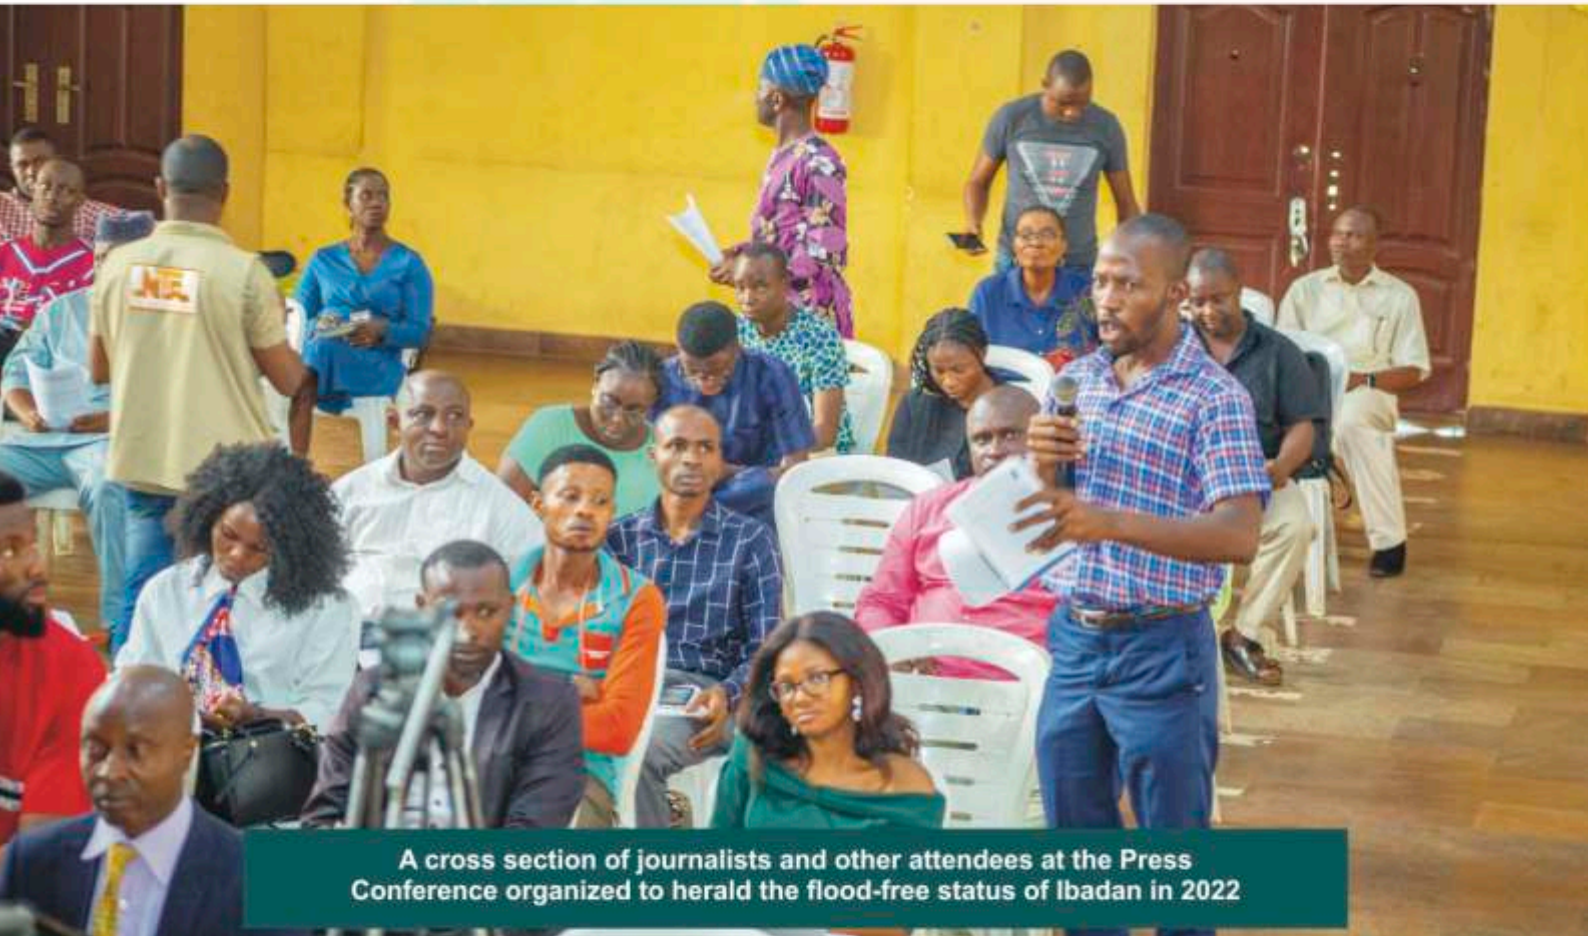 NTA
A cross section of journalists and other attendees at the Press
Conference organized to herald the flood-free status of Ibadan in 2022